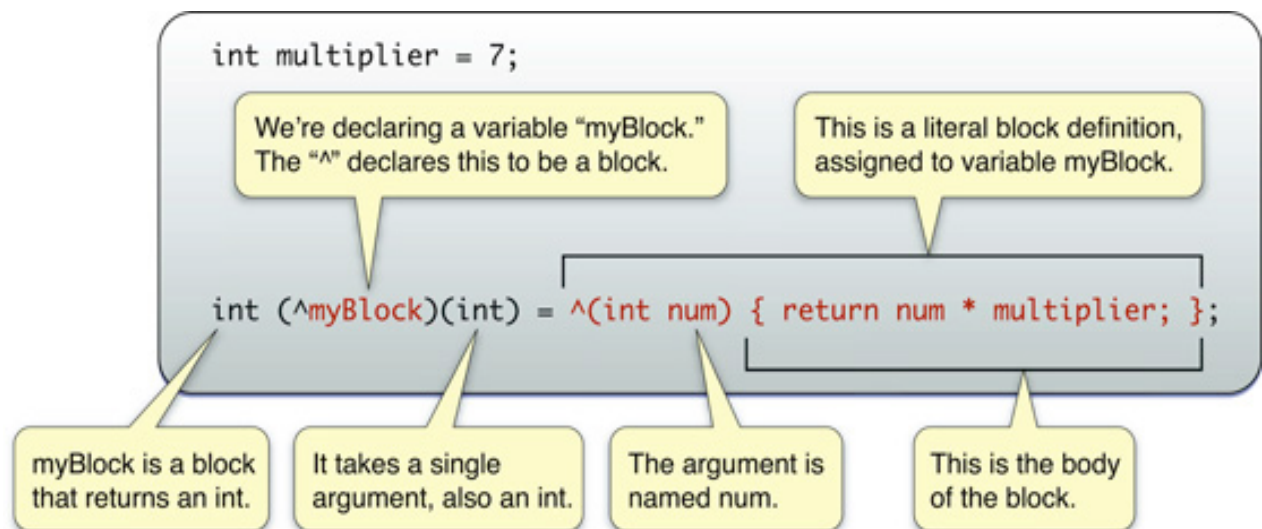 int multiplier = 7;
We’re declaring a variable “myBlock.”
The “^” declares this to be a block.
This is a literal block definition,
assigned to variable myBlock.
int (^myBlock)(int) = ^(int num) { return num * multiplier; };
myBlock is a block
that returns an int.
It takes a single
argument, also an int.
The argument is
named num.
This is the body
of the block.